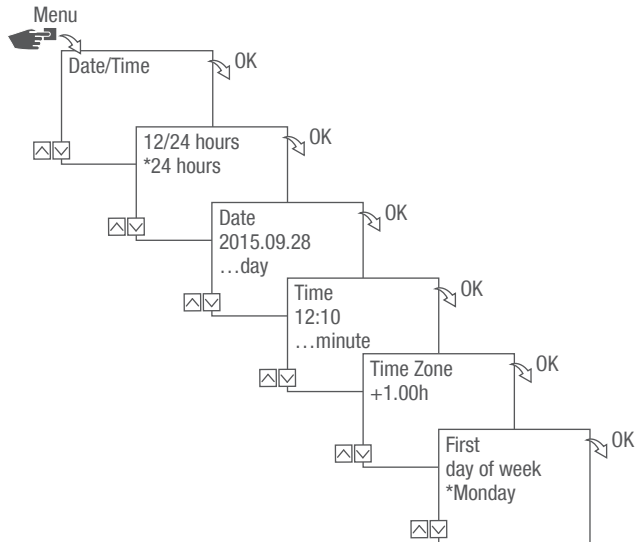 Menu
Date/Time
OK
12/24 hours
*24 hours
OK
Date
2015.09.28
…day
OK
Time
12:10
…minute
OK
Time Zone
+1.00h
OK
First
day of week
*Monday
OK